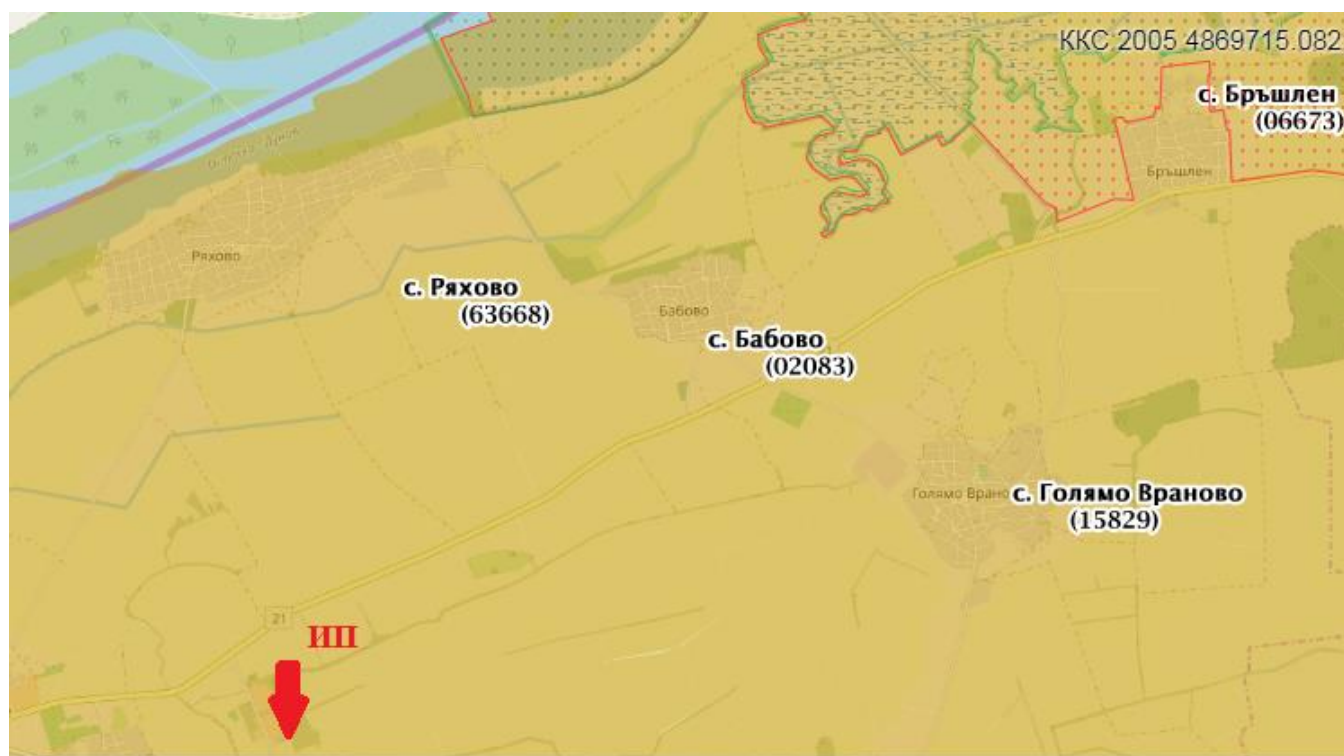 ККС 2005 4869715.082
с. Бръшлен
(06673)
Бръшлен
Ряхово
с. Ряхово
(63668)
Бабово
с. Бабово
(02083)
Голямо Врано
с. Голямо Враново
(15829)
21
ИП